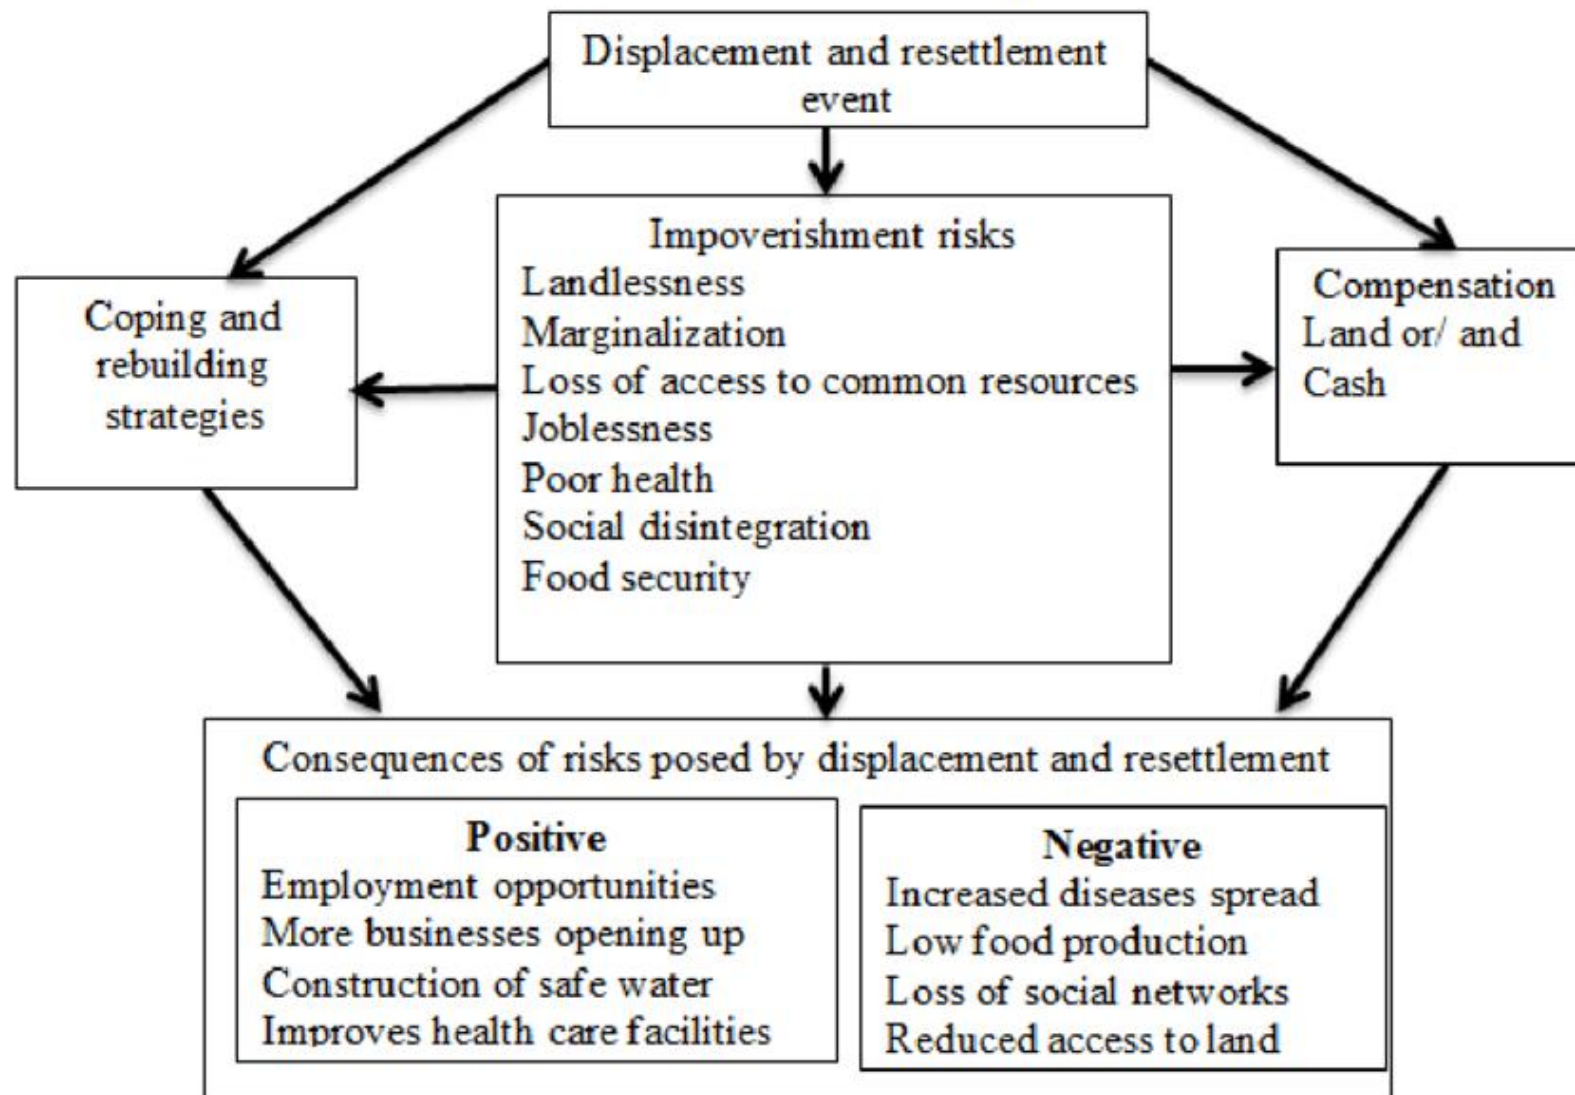 Displacement and resettlement
event
Impoverishment risks
Landlessness
Marginalization
Loss of access to common resources
Joblessness
Poor health
Social disintegration
Food security
Coping and
rebuilding
strategies
Compensation
Land or/ and
Cash
Consequences of risks posed by displacement and resettlement
Positive
Employment opportunities
More businesses opening up
Construction of safe water
Improves health care facilities
Negative
Increased diseases spread
Low food production
Loss of social networks
Reduced access to land